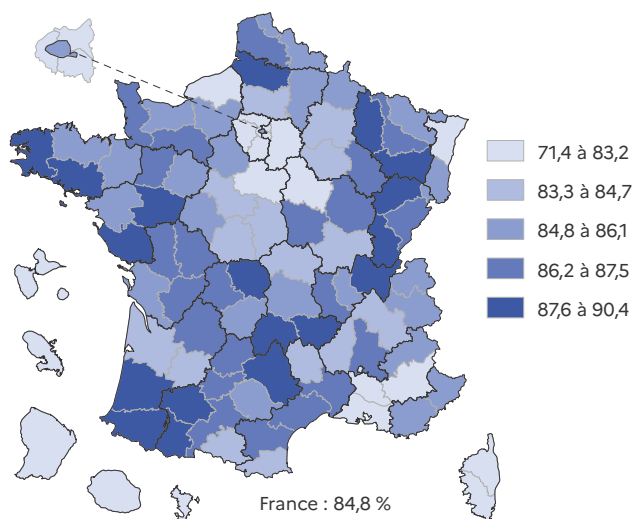 71,4 à 83,2
83,3 à 84,7
84,8 à 86,1
86,2 à 87,5
87,6 à 90,4
France : 84,8 %